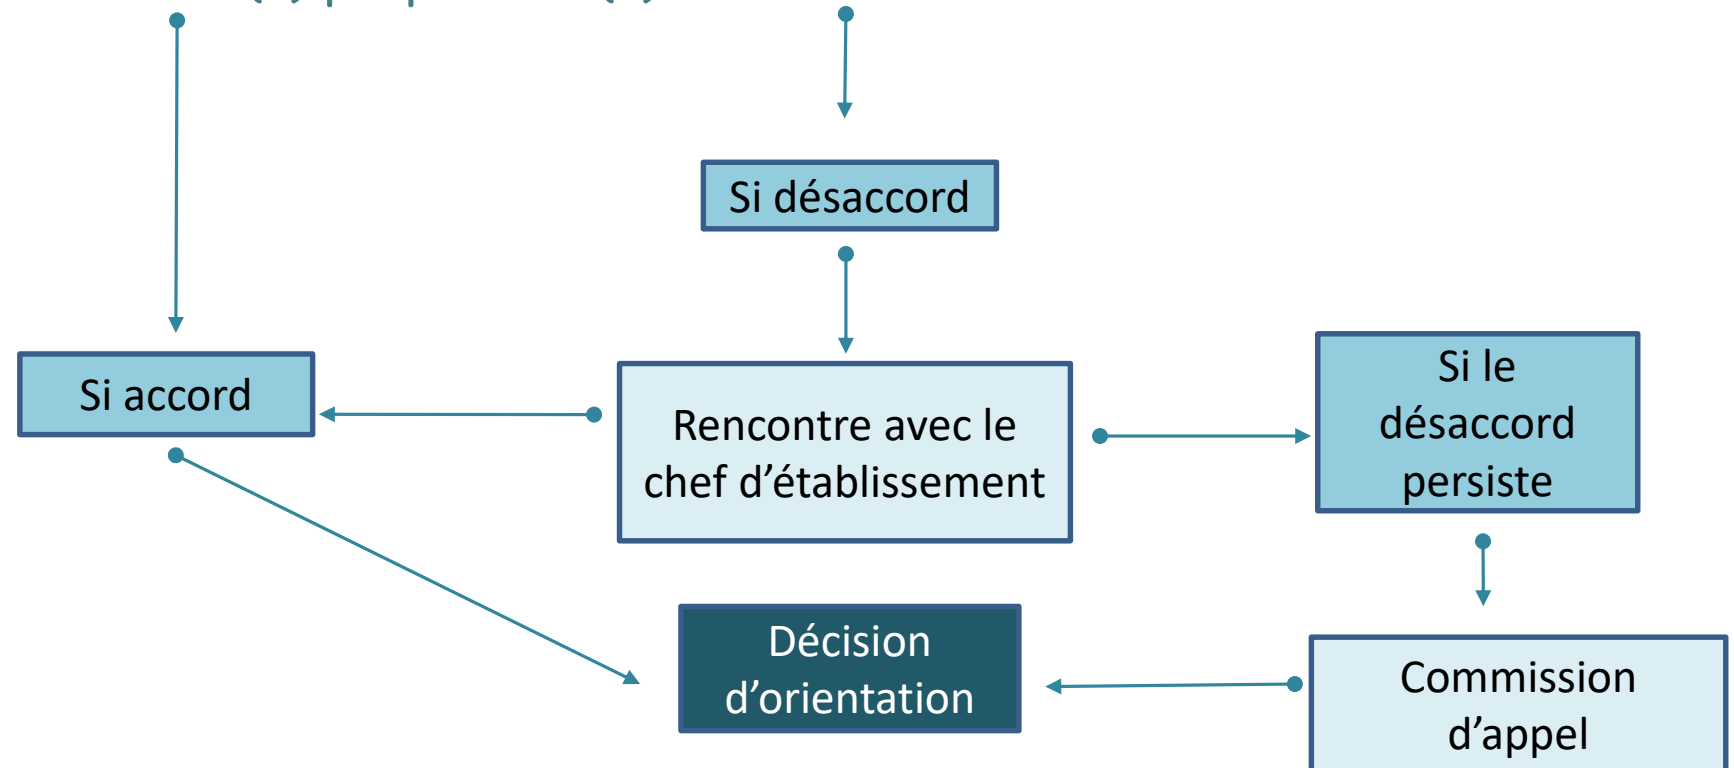 Si désaccord
Si accord
Rencontre avec le
chef d’établissement
Si le
désaccord
persiste
Décision
d’orientation
Commission
d’appel